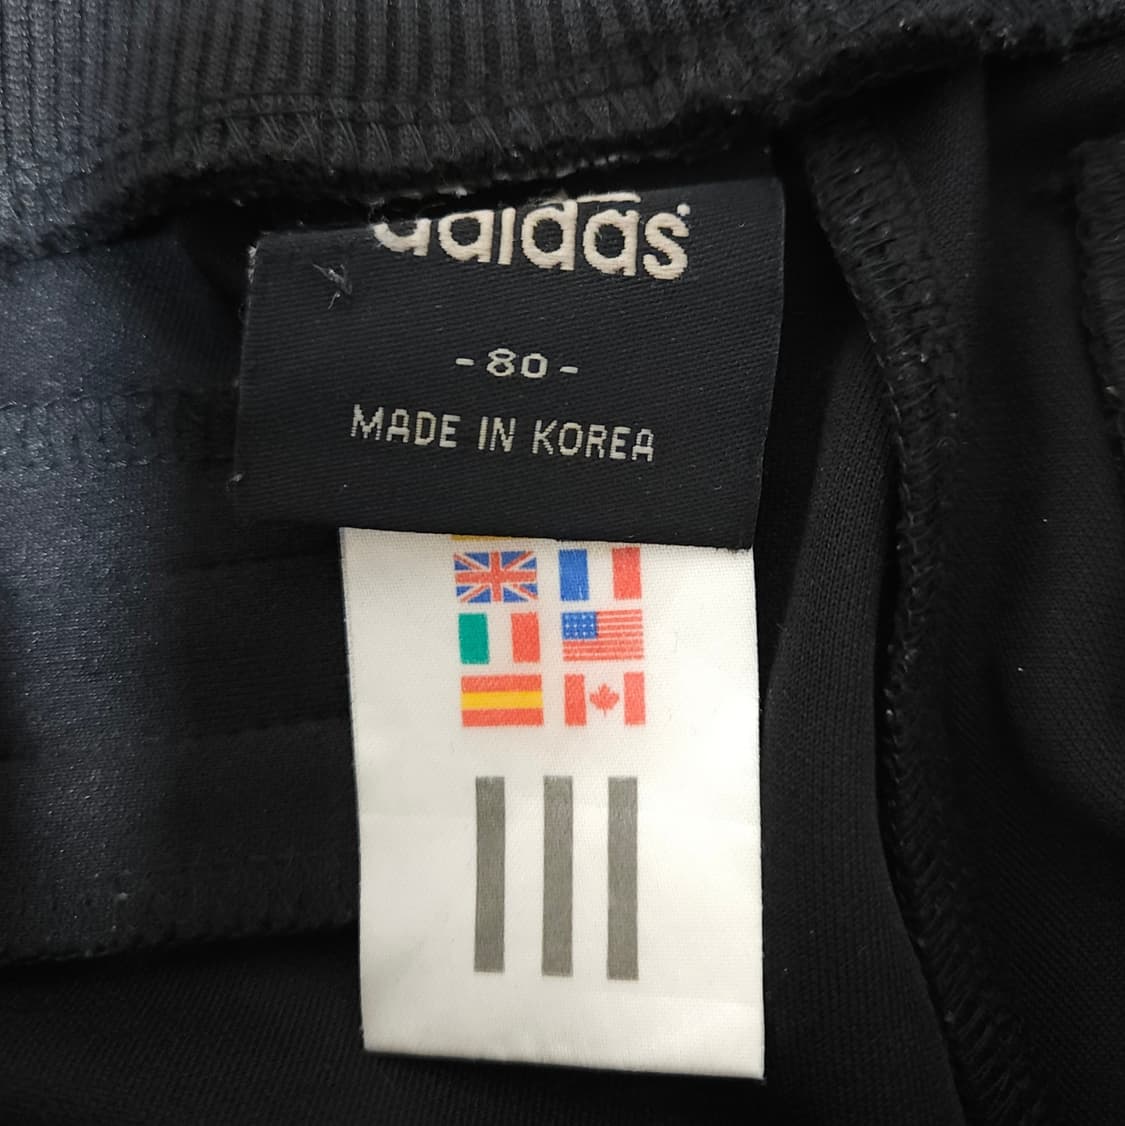 adidas
- 80 -
MADE IN KOREA